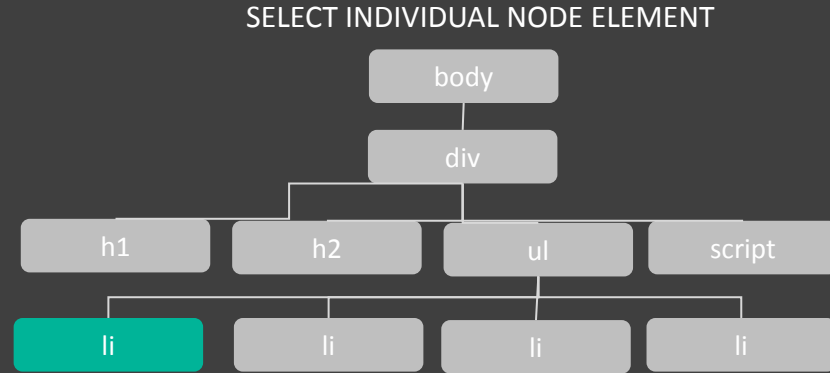 SELECT INDIVIDUAL NODE ELEMENT
body
div
h1 h2 ul script
li li li li